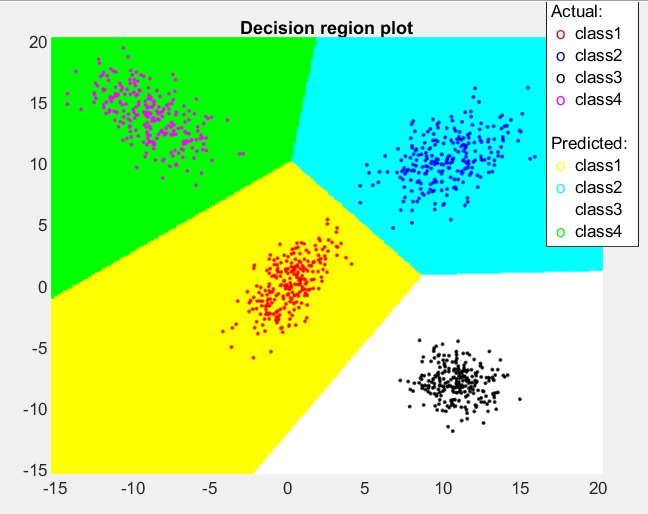 Decision region plot
Actual:
o class1
o class2
o class3
o class4
Predicted:
o class1
o class2
class3
o class4
20
15
10
5
0
-5
-10
-15
-15 -10 -5 0 5 10 15 20